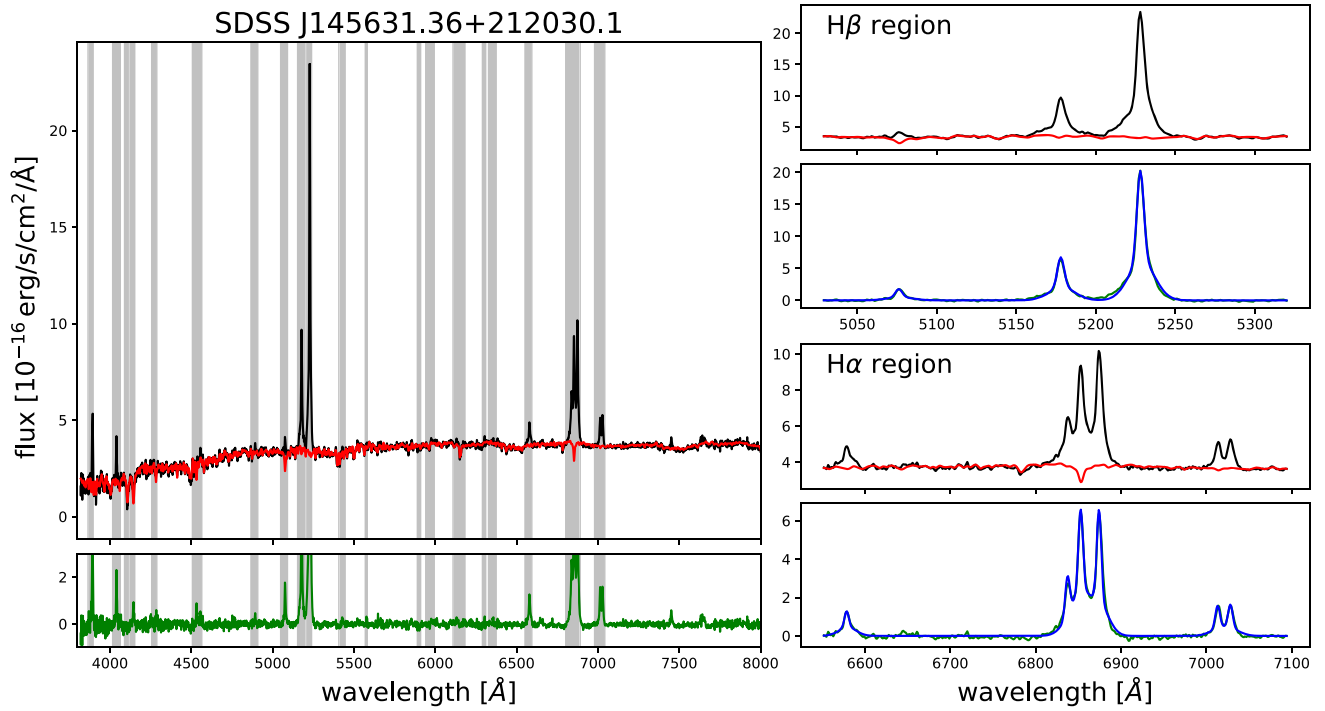 SDSS J145631.36+212030.1
flux [10⁻¹⁶ erg/s/cm²/Å]
20
15
10
5
0
2
0
4000 4500 5000 5500 6000 6500 7000 7500 8000
wavelength [Å]
Hβ region
20
15
10
5
20
15
10
5
0
5050 5100 5150 5200 5250 5300
Hα region
10
8
6
4
6
4
2
0
6600 6700 6800 6900 7000 7100
wavelength [Å]